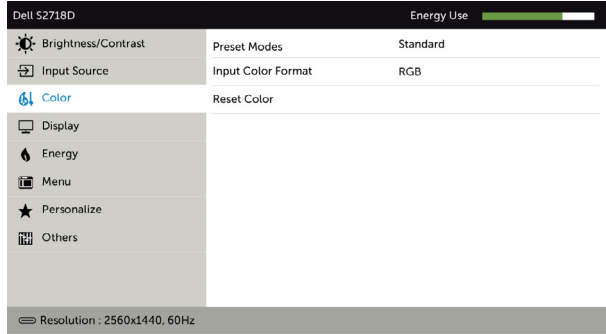 Dell S2718D Energy Use
Brightness/Contrast
Input Source
Color
Display
Energy
Menu
Personalize
Others
Preset Modes Standard
Input Color Format RGB
Reset Color
Resolution : 2560x1440, 60Hz